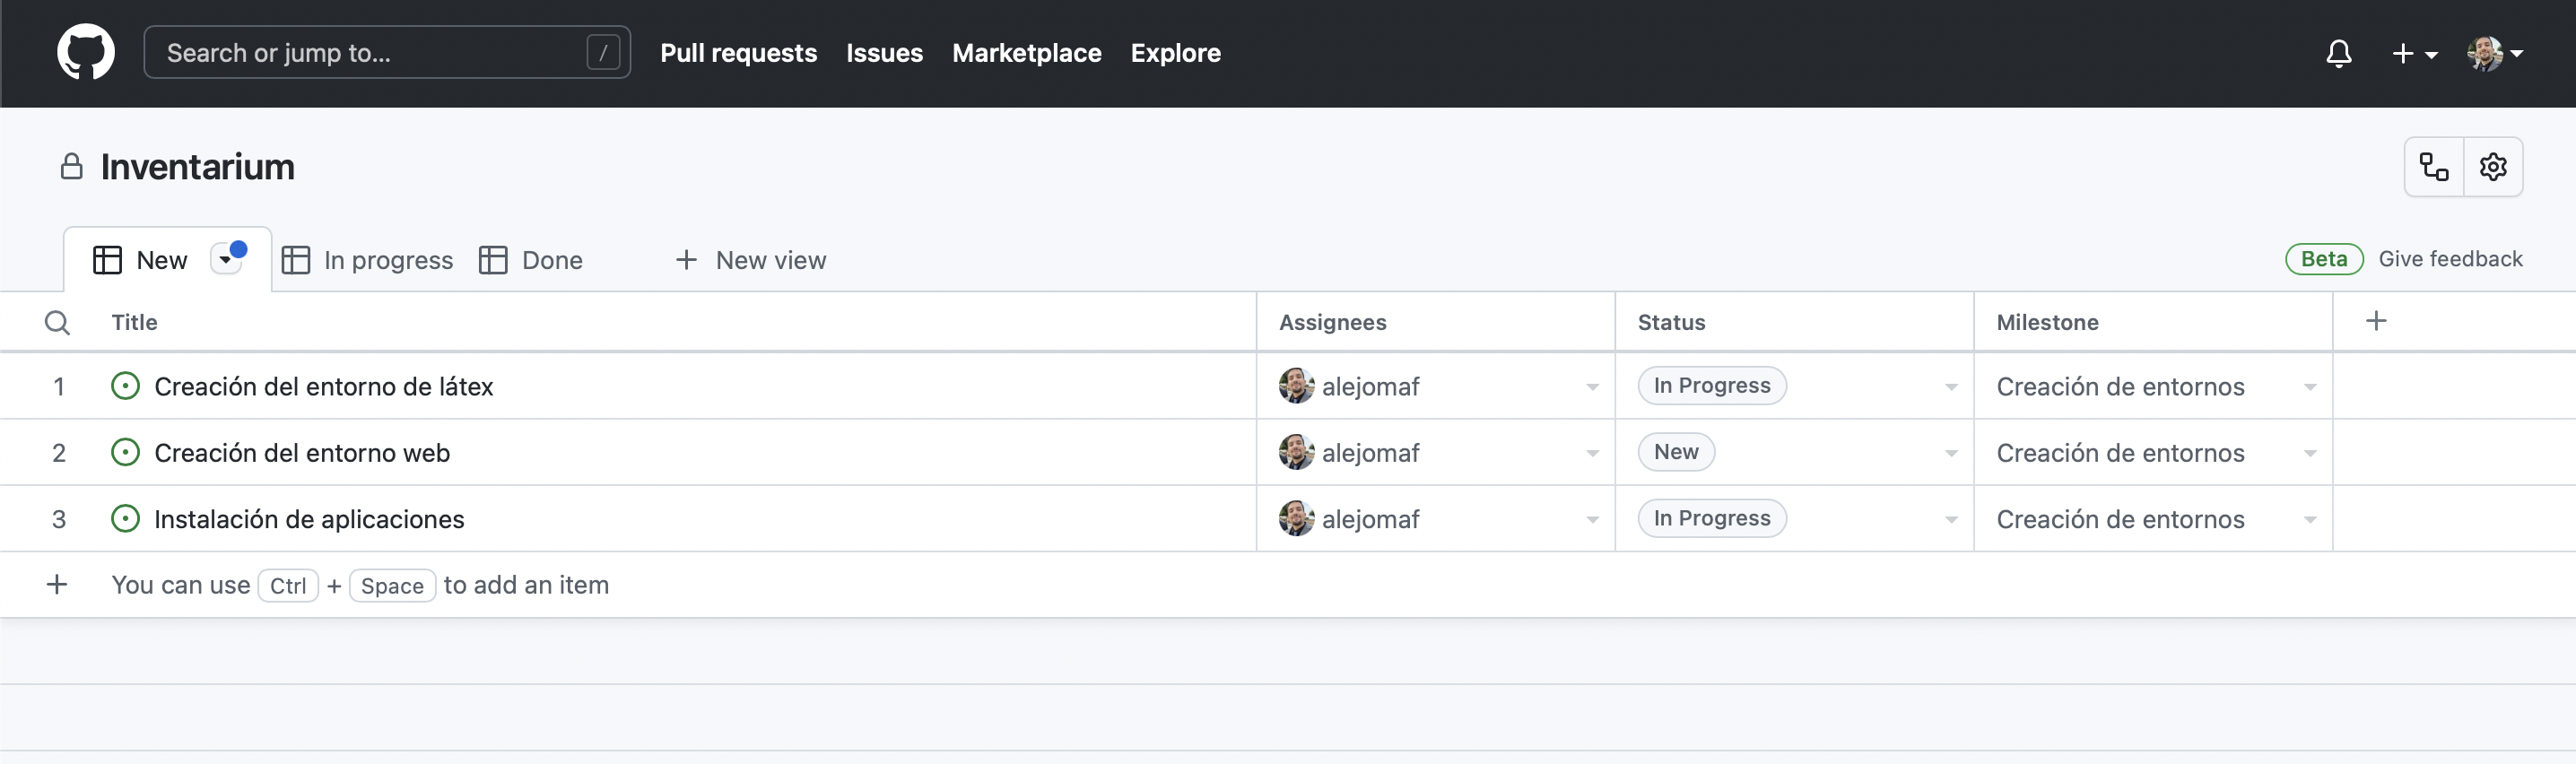 Search or jump to... / Pull requests Issues Marketplace Explore
Inventarium
New In progress Done + New view Beta Give feedback
Title Assignees Status Milestone +
1 Creación del entorno de látex alejomaf In Progress Creación de entornos
2 Creación del entorno web alejomaf New Creación de entornos
3 Instalación de aplicaciones alejomaf In Progress Creación de entornos
+ You can use Ctrl + Space to add an item